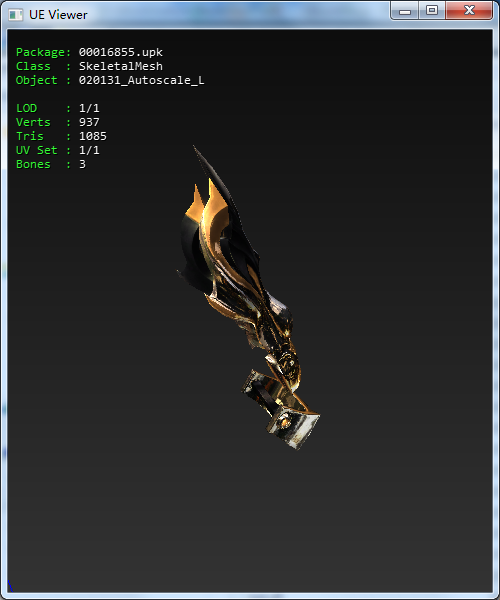 UE Viewer
Package: 00016855.upk
Class : SkeletalMesh
Object : 020131_Autoscale_L
LOD : 1/1
Verts : 937
Tris : 1085
UV Set : 1/1
Bones : 3